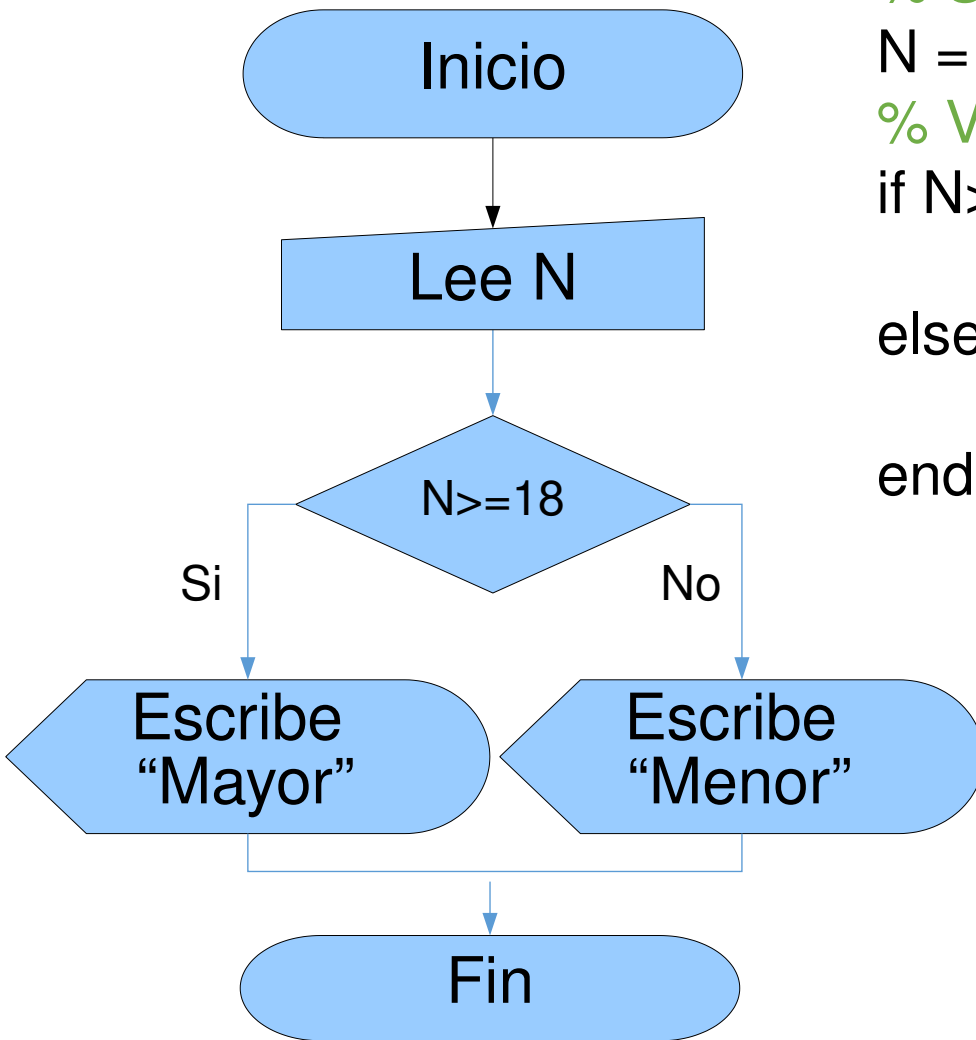 Inicio
Lee N
N>=18
Si
No
Escribe
“Mayor”
Escribe
“Menor”
Fin
N =
%
if N>
else
end